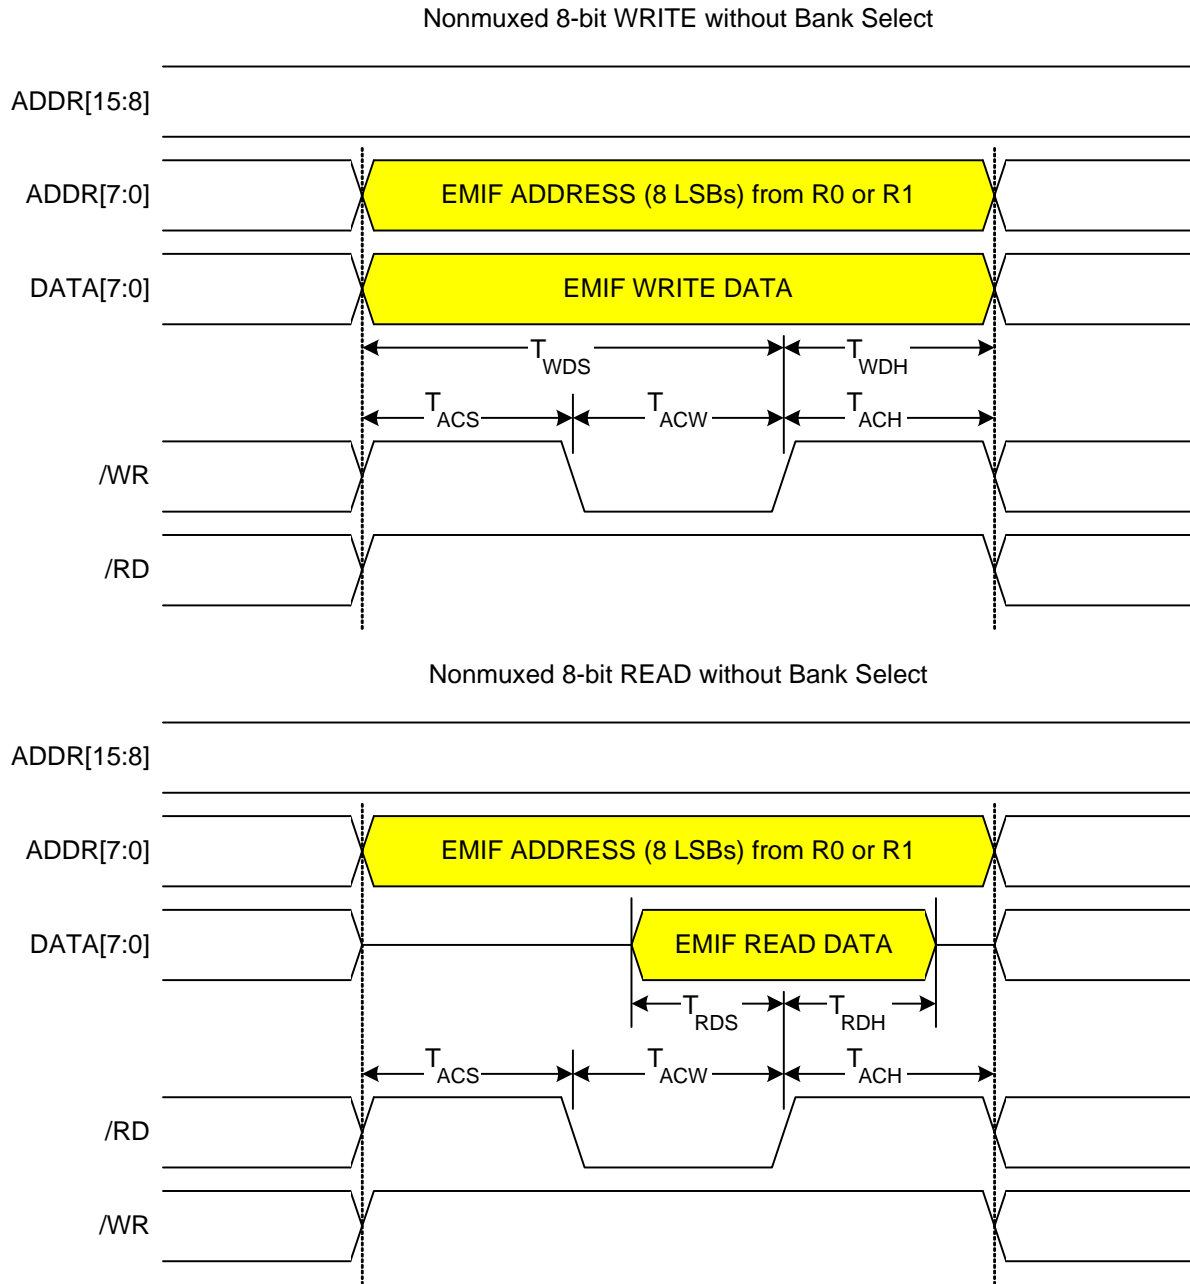 Nonmuxed 8-bit WRITE without Bank Select
ADDR[15:8]
ADDR[7:0]
EMIF ADDRESS (8 LSBs) from R0 or R1
DATA[7:0]
EMIF WRITE DATA
TWDS
TWDH
TACS
TACW
TACH
/WR
/RD
Nonmuxed 8-bit READ without Bank Select
ADDR[15:8]
ADDR[7:0]
EMIF ADDRESS (8 LSBs) from R0 or R1
DATA[7:0]
EMIF READ DATA
TRDS
TRDH
TACS
TACW
TACH
/RD
/WR